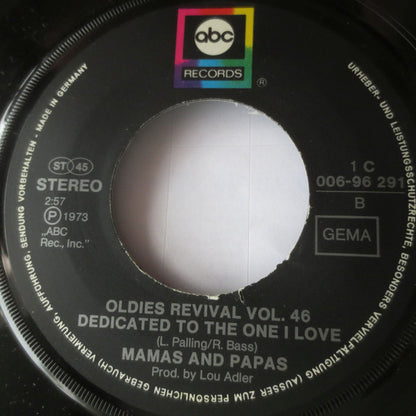 abc
RECORDS
®
ST 45
STEREO
2:57
Ⓟ 1973
„ABC
Rec., Inc."
1 C
006-96 291
B
GEMA
OLDIES REVIVAL VOL. 46
DEDICATED TO THE ONE I LOVE
(L. Palling/R. Bass)
MAMAS AND PAPAS
Prod. by Lou Adler
URHEBER- UND LEISTUNGSSCHUTZRECHTE, BESONDERS VERVIELFÄLTIGUNG (AUSSER ZUM PERSÖNLICHEN GEBRAUCH) VERMIETUNG AUFFÜHRUNG, SENDUNG VORBEHALTEN - MADE IN GERMANY